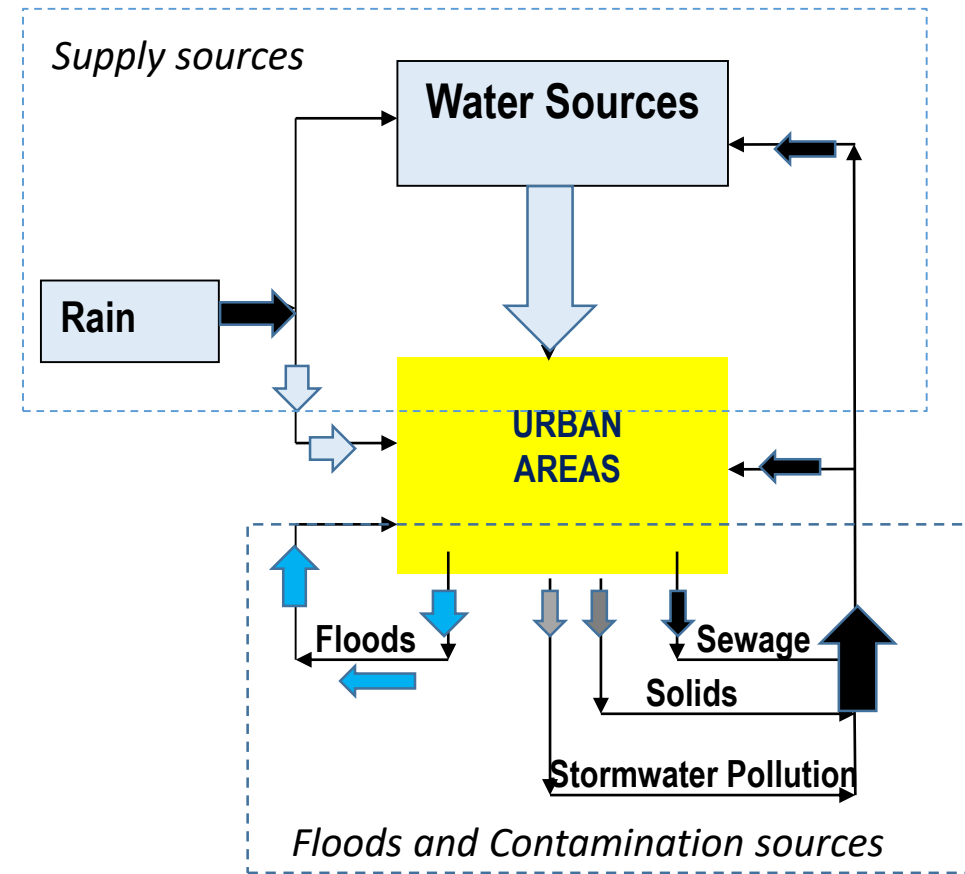 Supply sources
Water Sources
Rain
URBAN
AREAS
Floods
Sewage
Solids
Stormwater Pollution
Floods and Contamination sources